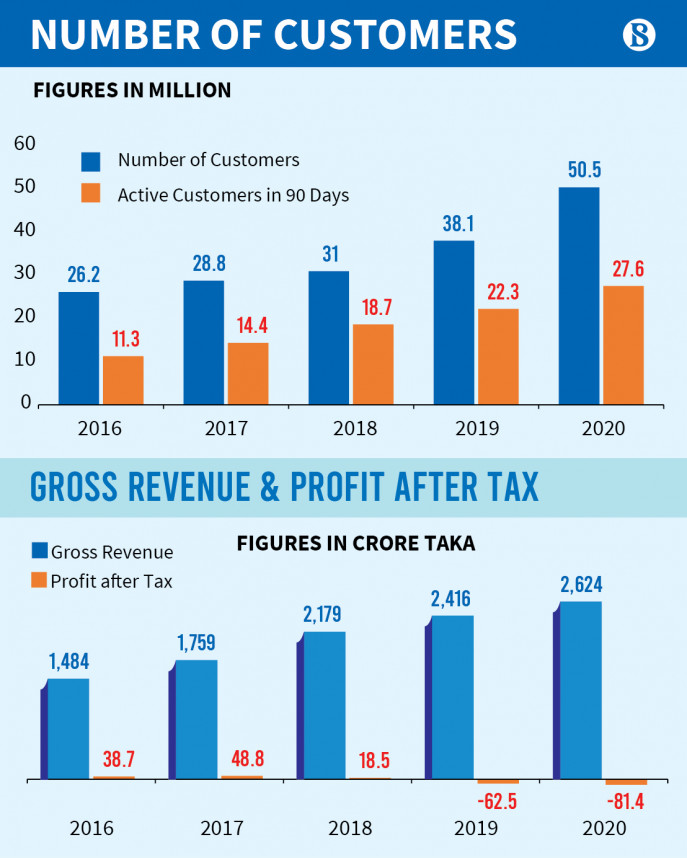 NUMBER OF CUSTOMERS
FIGURES IN MILLION
60
50
40
30
20
10
0
Number of Customers
Active Customers in 90 Days
26.2
11.3
28.8
14.4
31
18.7
38.1
22.3
50.5
27.6
2016 2017 2018 2019 2020
GROSS REVENUE & PROFIT AFTER TAX
FIGURES IN CRORE TAKA
Gross Revenue
Profit after Tax
1,484
38.7
1,759
48.8
2,179
18.5
2,416
-62.5
2,624
-81.4
2016 2017 2018 2019 2020